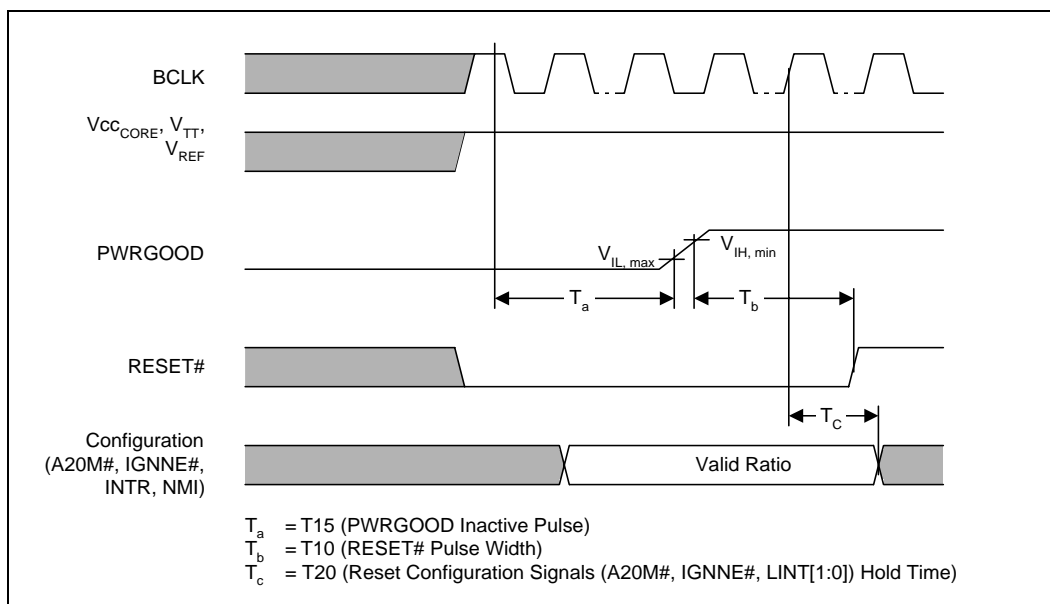 BCLK
VccCORE, VTT,
VREF
PWRGOOD
VIL, max
VIH, min
Ta
Tb
RESET#
TC
Configuration
(A20M#, IGNNE#,
INTR, NMI)
Valid Ratio
Ta = T15 (PWRGOOD Inactive Pulse)
Tb = T10 (RESET# Pulse Width)
Tc = T20 (Reset Configuration Signals (A20M#, IGNNE#, LINT[1:0]) Hold Time)